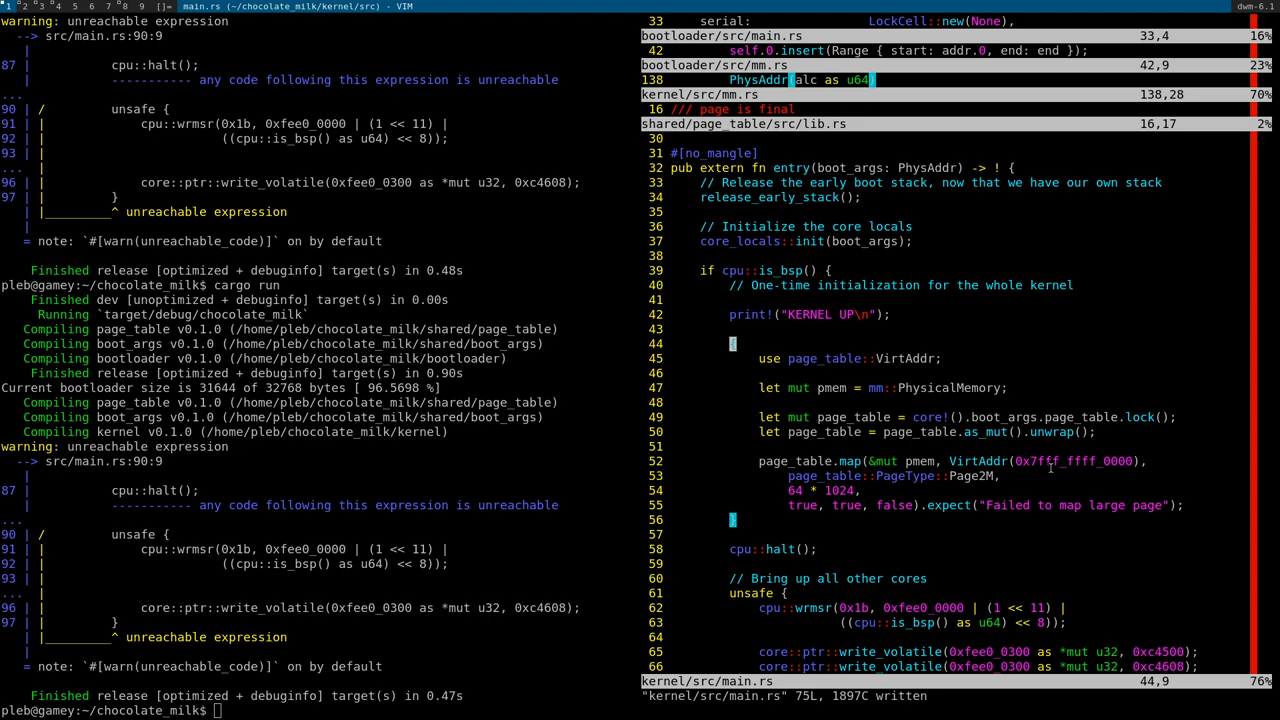 1 2 3 4 5 6 7 8 9 []= main.rs (~/chocolate_milk/kernel/src) - VIM dwm-6.1
warning: unreachable expression
--> src/main.rs:90:9
|
87 | cpu::halt();
| ----------- any code following this expression is unreachable
...
90 | / unsafe {
91 | | cpu::wrmsr(0x1b, 0xfee0_0000 | (1 << 11) |
92 | | ((cpu::is_bsp() as u64) << 8));
93 | |
... |
96 | | core::ptr::write_volatile(0xfee0_0300 as *mut u32, 0xc4608);
97 | | }
| |_________^ unreachable expression
|
= note: `#[warn(unreachable_code)]` on by default
Finished release [optimized + debuginfo] target(s) in 0.48s
pleb@gamey:~/chocolate_milk$ cargo run
Finished dev [unoptimized + debuginfo] target(s) in 0.00s
Running `target/debug/chocolate_milk`
Compiling page_table v0.1.0 (/home/pleb/chocolate_milk/shared/page_table)
Compiling boot_args v0.1.0 (/home/pleb/chocolate_milk/shared/boot_args)
Compiling bootloader v0.1.0 (/home/pleb/chocolate_milk/bootloader)
Finished release [optimized + debuginfo] target(s) in 0.90s
Current bootloader size is 31644 of 32768 bytes [ 96.5698 %]
Compiling page_table v0.1.0 (/home/pleb/chocolate_milk/shared/page_table)
Compiling boot_args v0.1.0 (/home/pleb/chocolate_milk/shared/boot_args)
Compiling kernel v0.1.0 (/home/pleb/chocolate_milk/kernel)
warning: unreachable expression
--> src/main.rs:90:9
|
87 | cpu::halt();
| ----------- any code following this expression is unreachable
...
90 | / unsafe {
91 | | cpu::wrmsr(0x1b, 0xfee0_0000 | (1 << 11) |
92 | | ((cpu::is_bsp() as u64) << 8));
93 | |
... |
96 | | core::ptr::write_volatile(0xfee0_0300 as *mut u32, 0xc4608);
97 | | }
| |_________^ unreachable expression
|
= note: `#[warn(unreachable_code)]` on by default
Finished release [optimized + debuginfo] target(s) in 0.47s
pleb@gamey:~/chocolate_milk$
33 serial: LockCell::new(None),
bootloader/src/main.rs 33,4 16%
42 self.0.insert(Range { start: addr.0, end: end });
bootloader/src/mm.rs 42,9 23%
138 PhysAddr(alc as u64)
kernel/src/mm.rs 138,28 70%
16 /// page is final
shared/page_table/src/lib.rs 16,17 2%
30
31 #[no_mangle]
32 pub extern fn entry(boot_args: PhysAddr) -> ! {
33 // Release the early boot stack, now that we have our own stack
34 release_early_stack();
35
36 // Initialize the core locals
37 core_locals::init(boot_args);
38
39 if cpu::is_bsp() {
40 // One-time initialization for the whole kernel
41
42 print!("KERNEL UP\n");
43
44 {
45 use page_table::VirtAddr;
46
47 let mut pmem = mm::PhysicalMemory;
48
49 let mut page_table = core!().boot_args.page_table.lock();
50 let page_table = page_table.as_mut().unwrap();
51
52 page_table.map(&mut pmem, VirtAddr(0x7fff_ffff_0000),
53 page_table::PageType::Page2M,
54 64 * 1024,
55 true, true, false).expect("Failed to map large page");
56 }
57
58 cpu::halt();
59
60 // Bring up all other cores
61 unsafe {
62 cpu::wrmsr(0x1b, 0xfee0_0000 | (1 << 11) |
63 ((cpu::is_bsp() as u64) << 8));
64
65 core::ptr::write_volatile(0xfee0_0300 as *mut u32, 0xc4500);
66 core::ptr::write_volatile(0xfee0_0300 as *mut u32, 0xc4608);
kernel/src/main.rs 44,9 76%
"kernel/src/main.rs" 75L, 1897C written